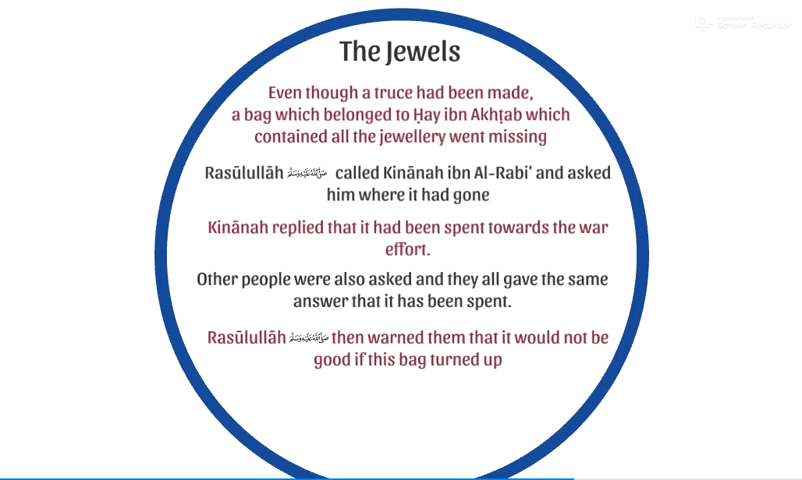 The Jewels
Even though a truce had been made,
a bag which belonged to Ḥay ibn Akhṭab which
contained all the jewellery went missing
Rasūlullāh ﷺ called Kinānah ibn Al-Rabi' and asked
him where it had gone
Kinānah replied that it had been spent towards the war
effort.
Other people were also asked and they all gave the same
answer that it has been spent.
Rasūlullāh ﷺ then warned them that it would not be
good if this bag turned up